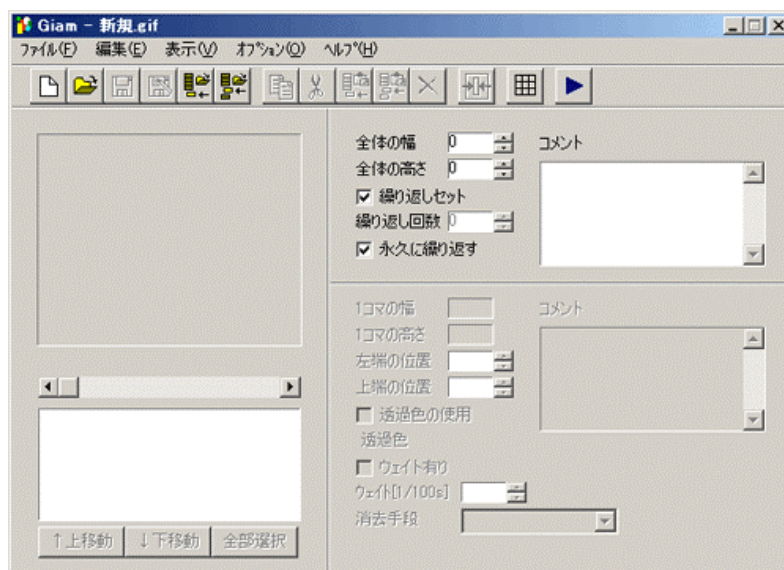 Giam - 新規.gif
ファイル(F) 編集(E) 表示(V) オプション(O) ヘルプ(H)
全体の幅 0
全体の高さ 0
繰り返しセット
繰り返し回数 0
永久に繰り返す
コメント
1コマの幅
1コマの高さ
左端の位置
上端の位置
透過色の使用
透過色
ウェイト有り
ウェイト[1/100s]
消去手段
コメント
↑上移動 ↓下移動 全部選択